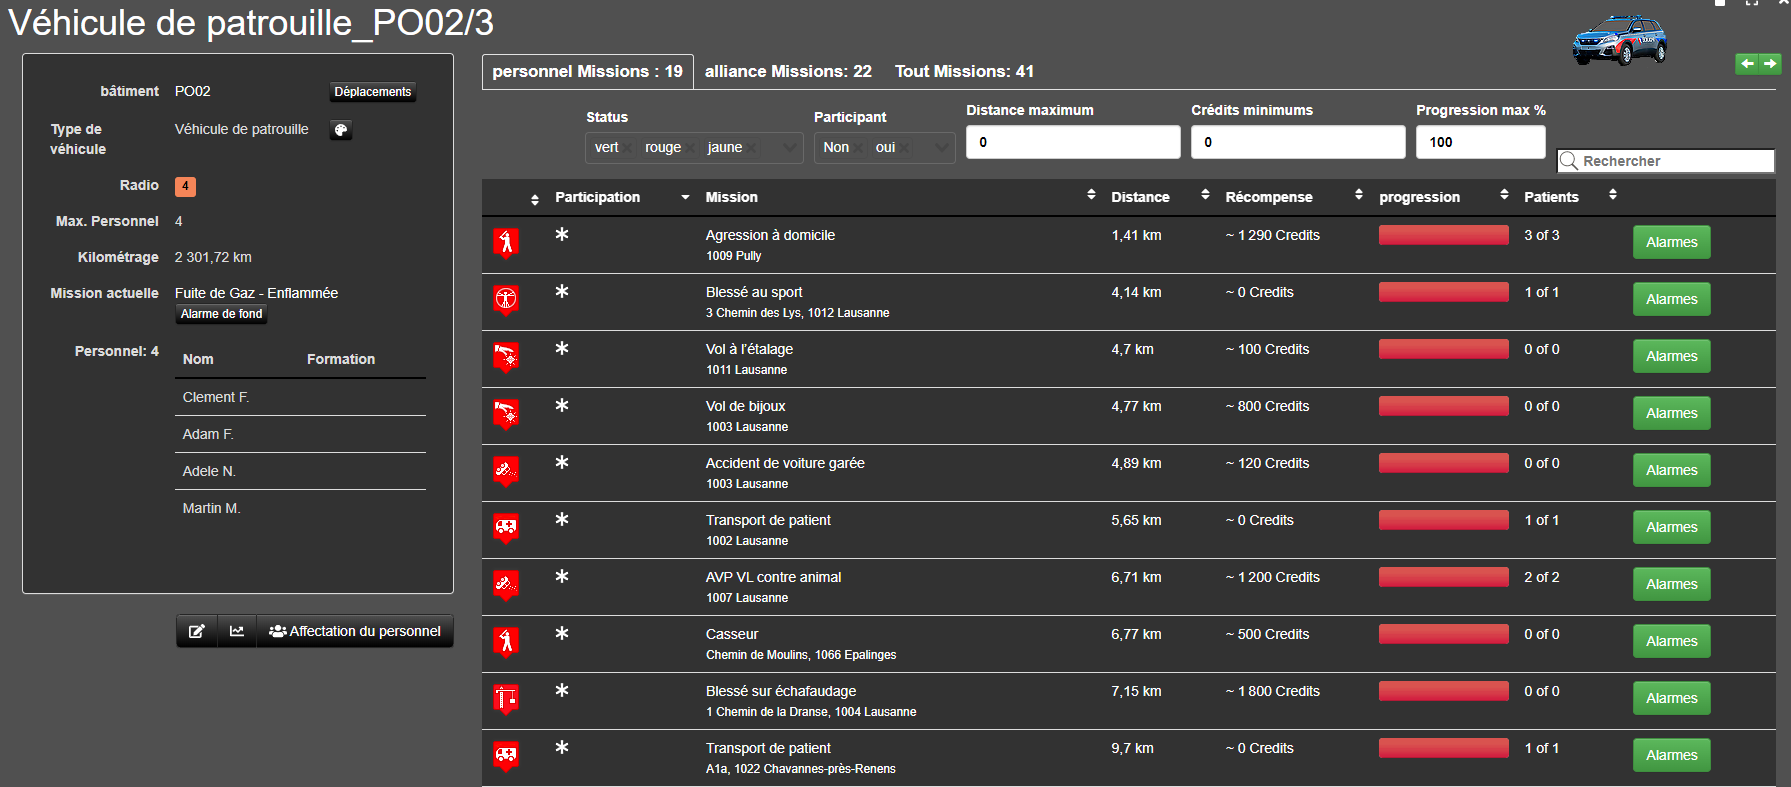 Véhicule de patrouille_PO02/3
bâtiment PO02 Déplacements
Type de véhicule Véhicule de patrouille
Radio 4
Max. Personnel 4
Kilométrage 2 301,72 km
Mission actuelle Fuite de Gaz - Enflammée
Alarme de fond
Personnel: 4
Nom Formation
Clement F.
Adam F.
Adele N.
Martin M.
Affectation du personnel
personnel Missions : 19 alliance Missions: 22 Tout Missions: 41
Status Participant Distance maximum Crédits minimums Progression max %
vert rouge jaune Non oui 0 0 100
Rechercher
Participation Mission Distance Récompense progression Patients
Agression à domicile 1,41 km ~ 1 290 Credits 3 of 3 Alarmes
1009 Pully
Blessé au sport 4,14 km ~ 0 Credits 1 of 1 Alarmes
3 Chemin des Lys, 1012 Lausanne
Vol à l'étalage 4,7 km ~ 100 Credits 0 of 0 Alarmes
1011 Lausanne
Vol de bijoux 4,77 km ~ 800 Credits 0 of 0 Alarmes
1003 Lausanne
Accident de voiture garée 4,89 km ~ 120 Credits 0 of 0 Alarmes
1003 Lausanne
Transport de patient 5,65 km ~ 0 Credits 1 of 1 Alarmes
1002 Lausanne
AVP VL contre animal 6,71 km ~ 1 200 Credits 2 of 2 Alarmes
1007 Lausanne
Casseur 6,77 km ~ 500 Credits 0 of 0 Alarmes
Chemin de Moulins, 1066 Epalinges
Blessé sur échafaudage 7,15 km ~ 1 800 Credits 0 of 0 Alarmes
1 Chemin de la Dranse, 1004 Lausanne
Transport de patient 9,7 km ~ 0 Credits 1 of 1 Alarmes
A1a, 1022 Chavannes-près-Renens